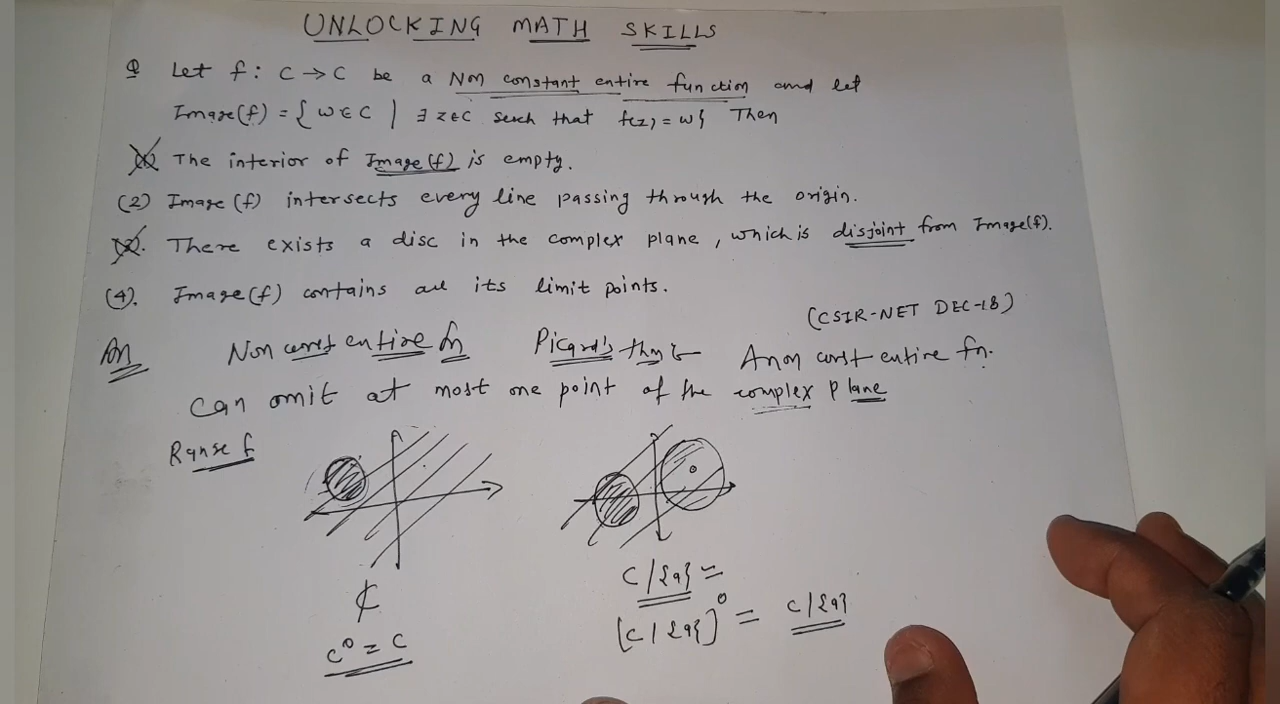 UNLOCKING MATH SKILLS
Q Let f: C → C be a Non constant entire function and let
Image(f) = { w ∈ C | ∃ z ∈ C such that f(z) = w} Then
The interior of Image(f) is empty.
(2) Image (f) intersects every line passing through the origin.
There exists a disc in the complex plane, which is disjoint from Image(f).
(4). Image(f) contains all its limit points.
(CSIR-NET DEC-18)
An Non const entire fn Picard's thm :- A non const entire fn.
Can omit at most one point of the complex plane
Range f
₵
C° = C
C / {a} =
[C / {a}]° = C / {a}